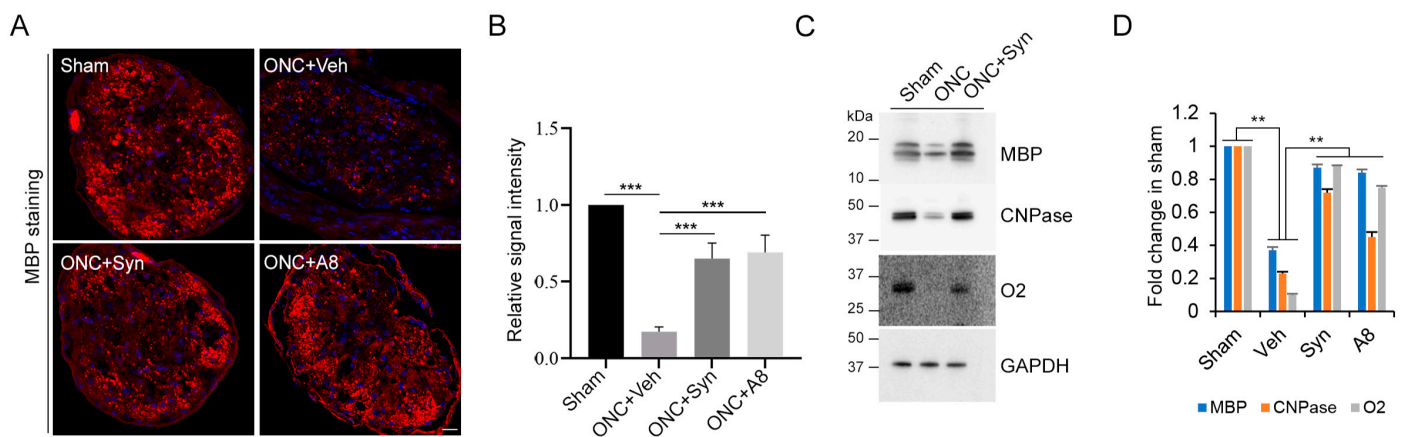 A
MBP staining
Sham
ONC+Veh
ONC+Syn
ONC+A8
B
Relative signal intensity
1.5
1.0
0.5
0.0
***
***
***
Sham
ONC+Veh
ONC+Syn
ONC+A8
C
Sham
ONC
ONC+Syn
kDa
20
10
MBP
50
37
CNPase
37
25
O2
50
37
GAPDH
D
Fold change in sham
1.2
1
0.8
0.6
0.4
0.2
0
**
**
Sham
Veh
Syn
A8
MBP CNPase O2